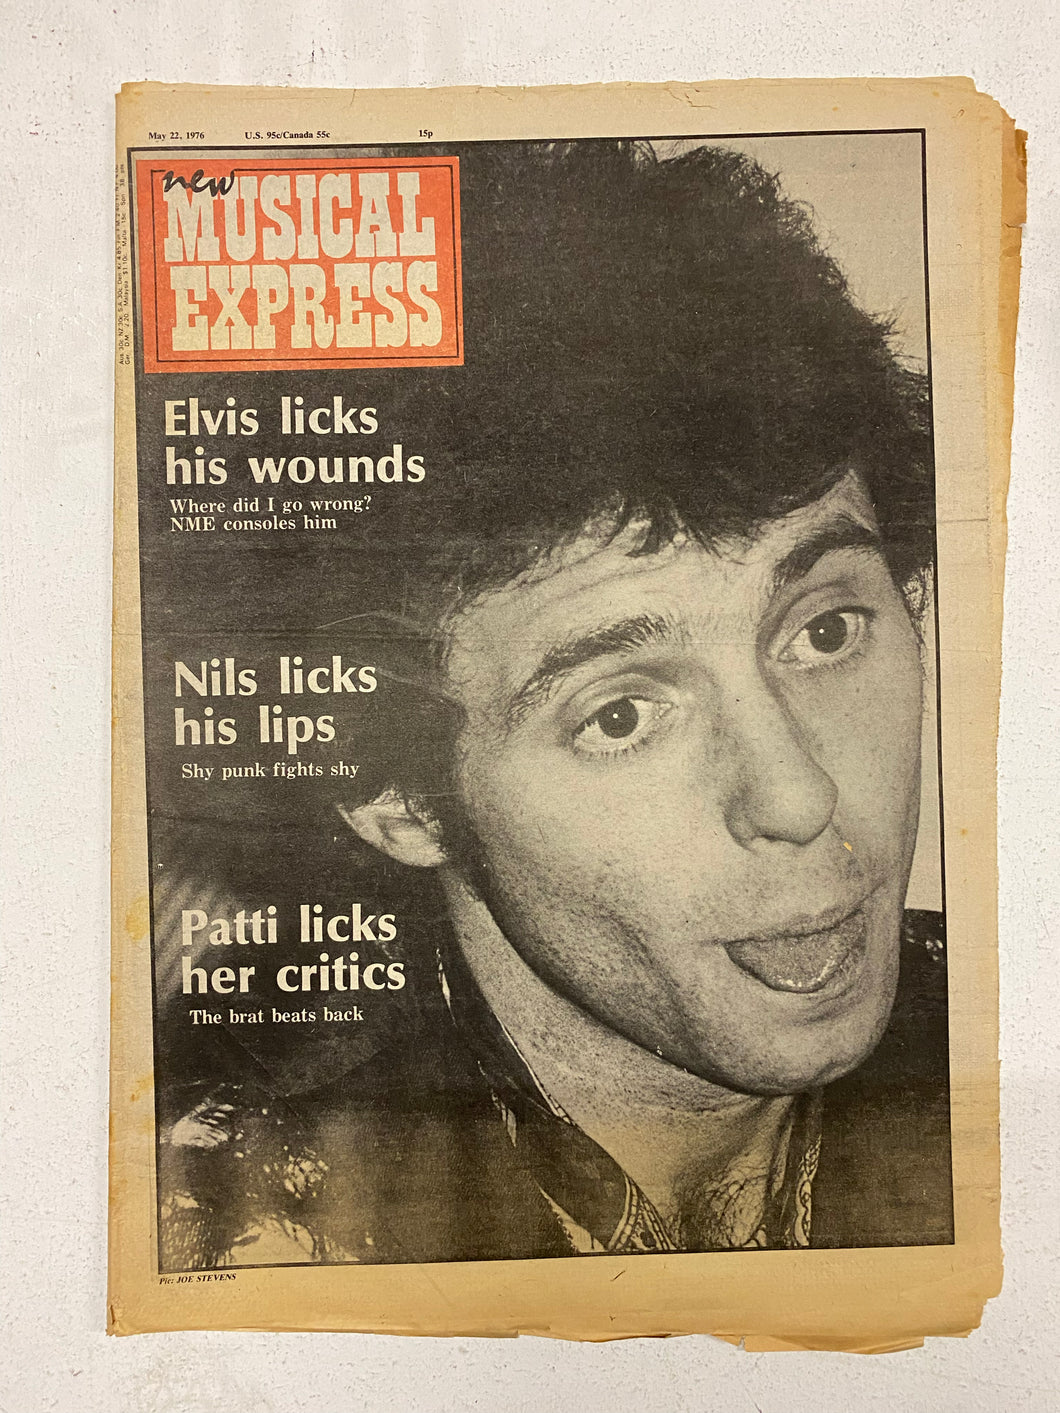 May 22, 1976 U.S. 95c/Canada 55c 15p
new
MUSICAL
EXPRESS
Elvis licks
his wounds
Where did I go wrong?
NME consoles him
Nils licks
his lips
Shy punk fights shy
Patti licks
her critics
The brat beats back
Pic: JOE STEVENS